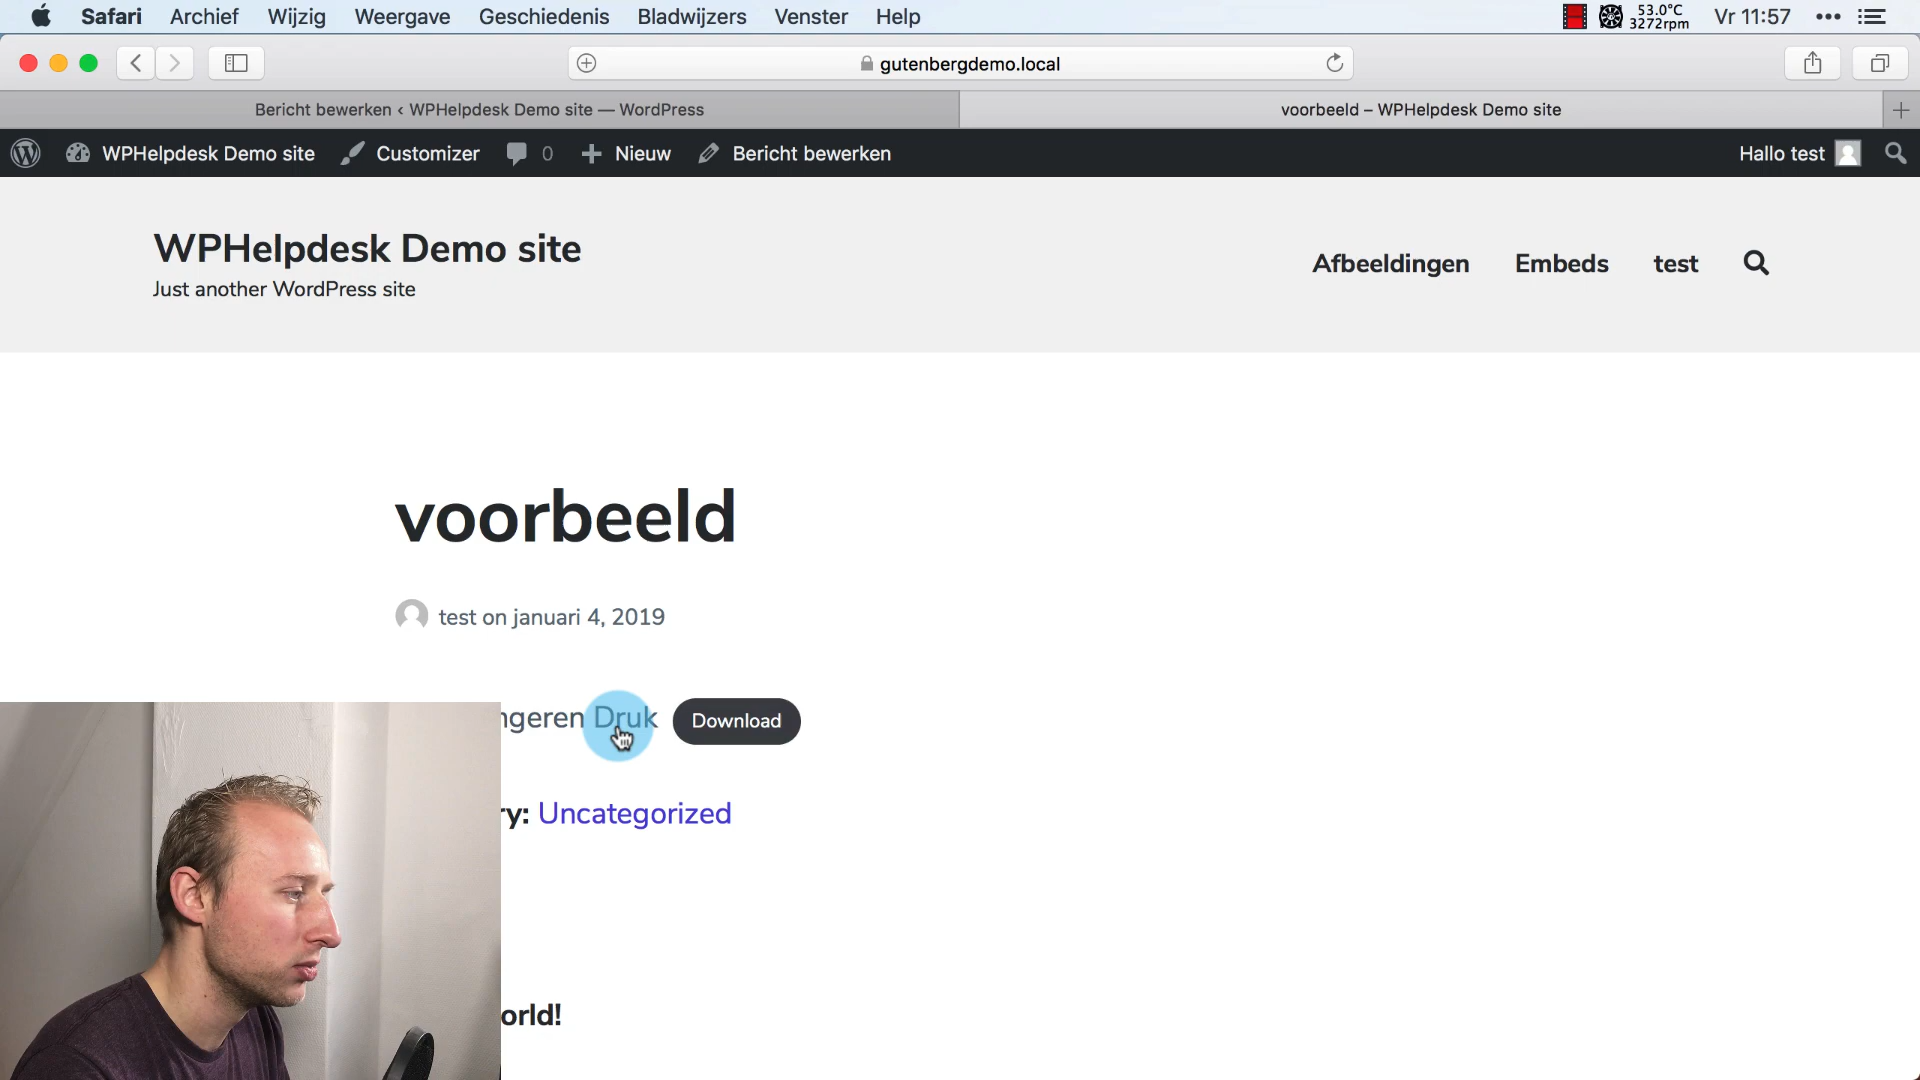 Safari Archief Wijzig Weergave Geschiedenis Bladwijzers Venster Help 53.0°C 3272rpm Vr 11:57
gutenbergdemo.local
Bericht bewerken ‹ WPHelpdesk Demo site — WordPress voorbeeld – WPHelpdesk Demo site
WPHelpdesk Demo site Customizer 0 Nieuw Bericht bewerken Hallo test
WPHelpdesk Demo site
Just another WordPress site
Afbeeldingen Embeds test
voorbeeld
test on januari 4, 2019
ngeren Druk Download
ry: Uncategorized
orld!